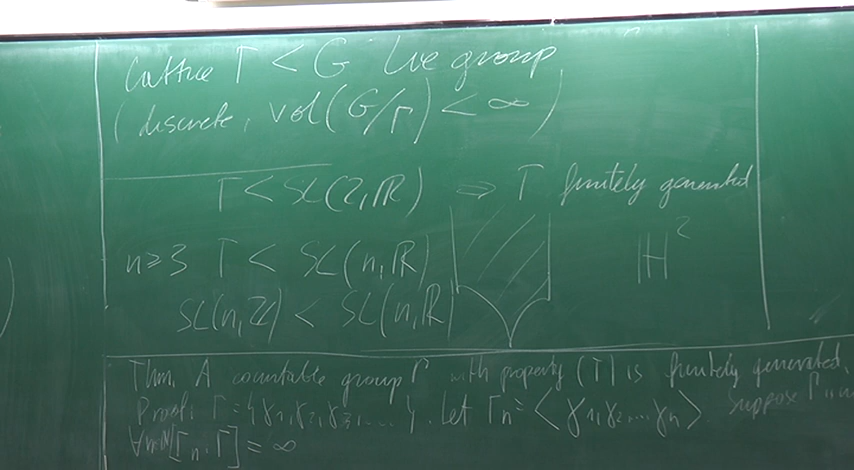 Lattice Γ < G Lie group
(discrete, vol(G/Γ) < ∞)
Γ < SL(2,ℝ) ⇒ Γ finitely generated
n≥3 Γ < SL(n,ℝ) ℍ²
SL(n,ℤ) < SL(n,ℝ)
Thm. A countable group Γ with property (T) is finitely generated.
Proof: Γ = {γ₁,γ₂,γ₃,...}. Let Γₙ = <γ₁,γ₂...,γₙ> Suppose
[Γₙ,Γ] = ∞